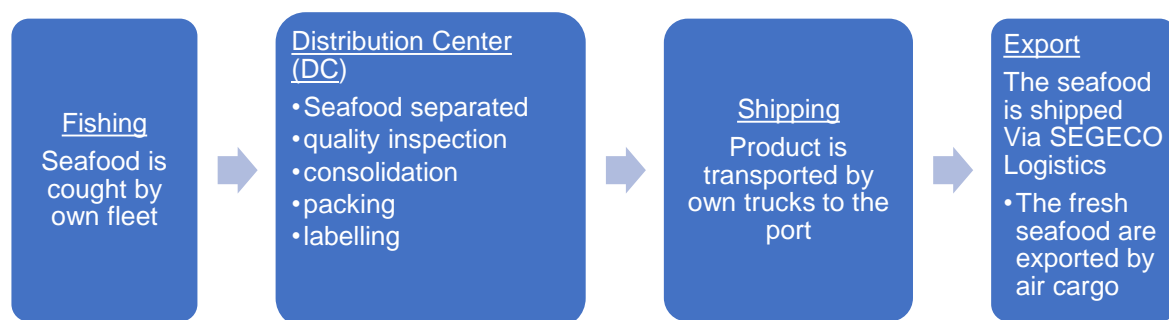 Fishing
Seafood is
cought by
own fleet
Distribution Center
(DC)
•Seafood separated
•quality inspection
•consolidation
•packing
•labelling
Shipping
Product is
transported by
own trucks to the
port
Export
The seafood
is shipped
Via SEGECO
Logistics
•The fresh
seafood are
exported by
air cargo